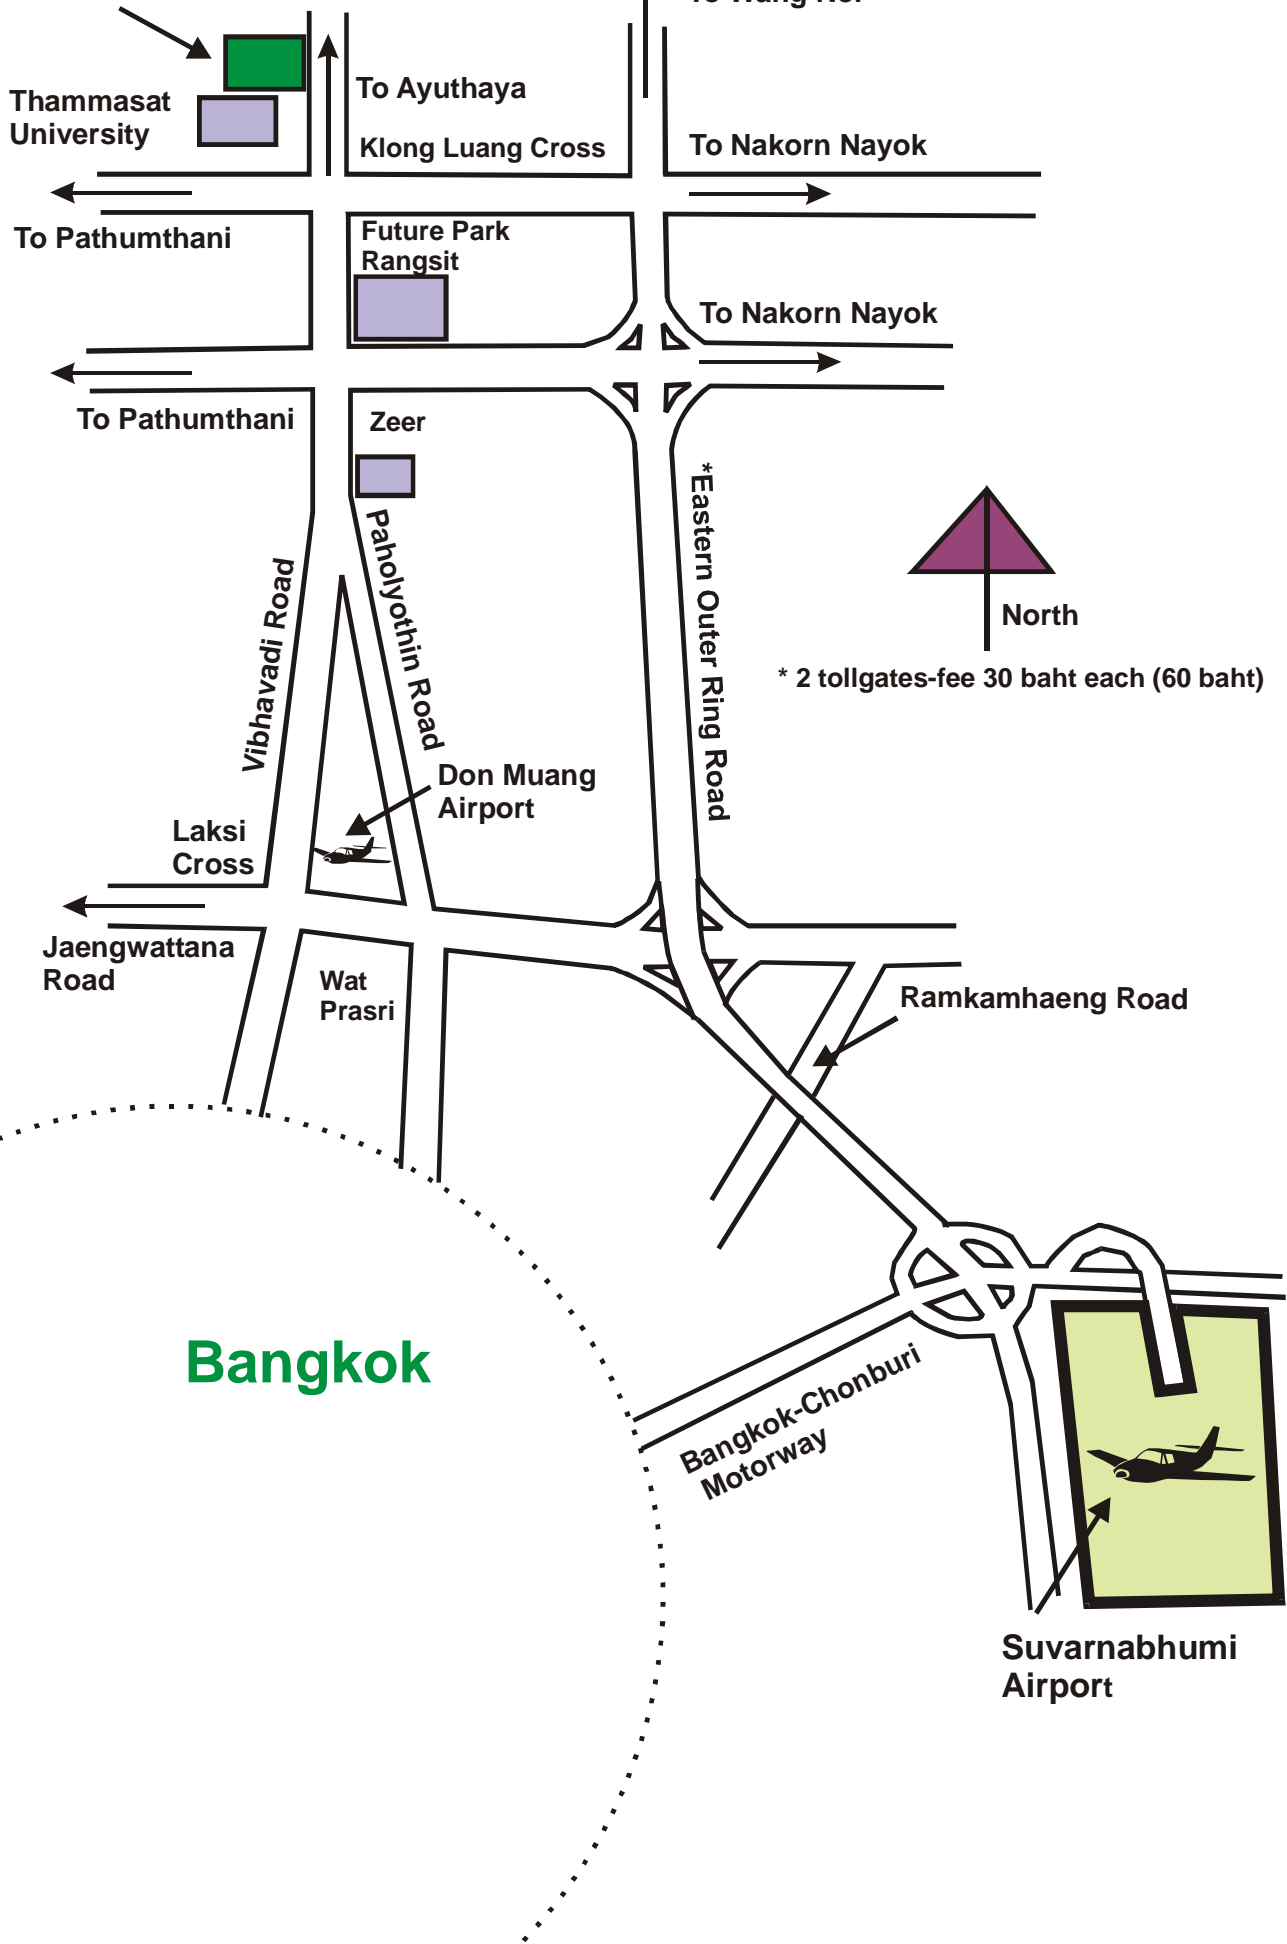 To Ayuthaya
Thammasat
University
Klong Luang Cross
To Nakorn Nayok
To Pathumthani
Future Park
Rangsit
To Nakorn Nayok
To Pathumthani
Zeer
*Eastern Outer Ring Road
Paholyothin Road
Vibhavadi Road
North
* 2 tollgates-fee 30 baht each (60 baht)
Don Muang
Airport
Laksi
Cross
Jaengwattana
Road
Wat
Prasri
Ramkamhaeng Road
Bangkok
Bangkok-Chonburi
Motorway
Suvarnabhumi
Airport